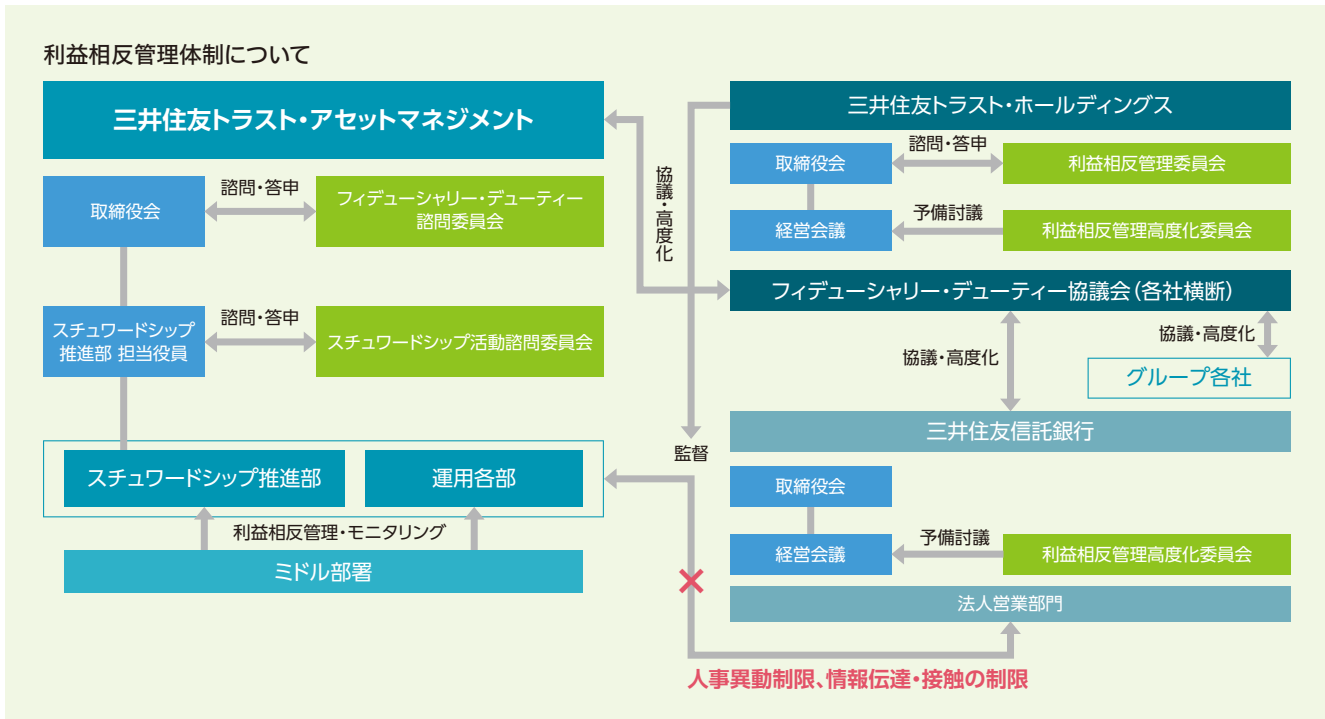 利益相反管理体制について
三井住友トラスト・アセットマネジメント
取締役会
諮問・答申
フィデューシャリー・デューティー
諮問委員会
スチュワードシップ
推進部 担当役員
諮問・答申
スチュワードシップ活動諮問委員会
スチュワードシップ推進部
運用各部
利益相反管理・モニタリング
ミドル部署
協議・高度化
監督
三井住友トラスト・ホールディングス
取締役会
諮問・答申
利益相反管理委員会
経営会議
予備討議
利益相反管理高度化委員会
フィデューシャリー・デューティー協議会(各社横断)
協議・高度化
協議・高度化
グループ各社
三井住友信託銀行
取締役会
経営会議
予備討議
利益相反管理高度化委員会
法人営業部門
人事異動制限、情報伝達・接触の制限